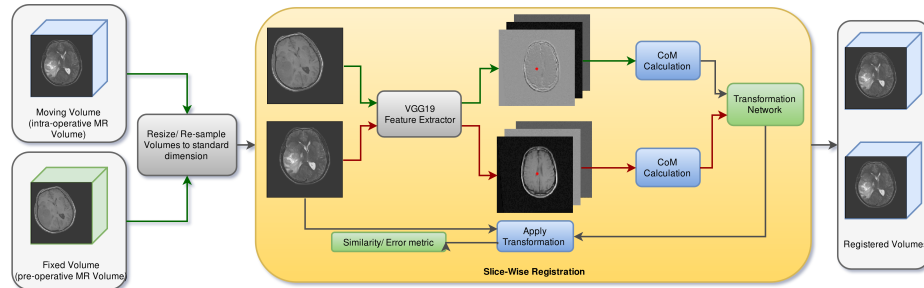 Moving Volume
(intra-operative MR
Volume)
Fixed Volume
(pre-operative MR Volume)
Resize/ Re-sample
Volumes to standard
dimension
VGG19
Feature Extractor
CoM
Calculation
CoM
Calculation
Transformation
Network
Apply
Transformation
Similarity/ Error metric
Slice-Wise Registration
Registered Volumes